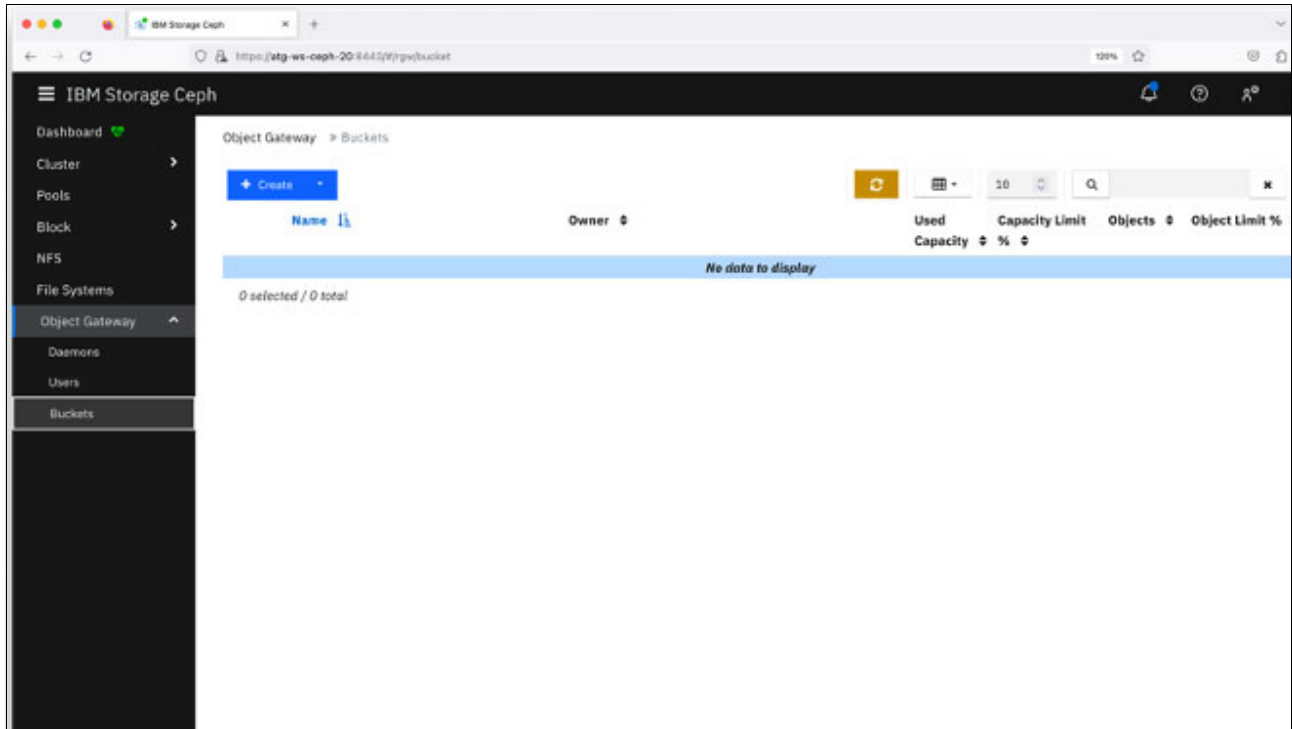 IBM Storage Ceph
https://atg-ws-ceph-20:8443/#/rgw/bucket
120%
IBM Storage Ceph
Dashboard
Cluster
Pools
Block
NFS
File Systems
Object Gateway
Daemons
Users
Buckets
Object Gateway » Buckets
+ Create
10
Name
Owner
Used Capacity
Capacity Limit %
Objects
Object Limit %
No data to display
0 selected / 0 total